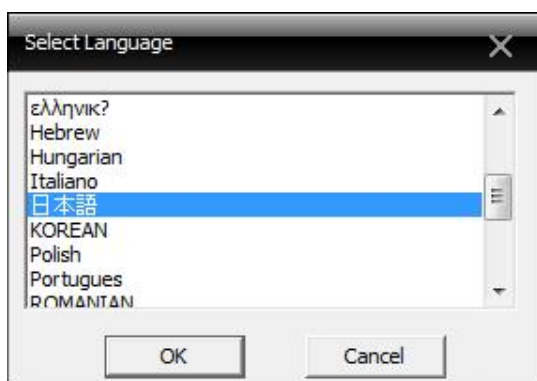 Select Language
ελληνικ?
Hebrew
Hungarian
Italiano
日本語
KOREAN
Polish
Portugues
ROMANIAN
OK
Cancel